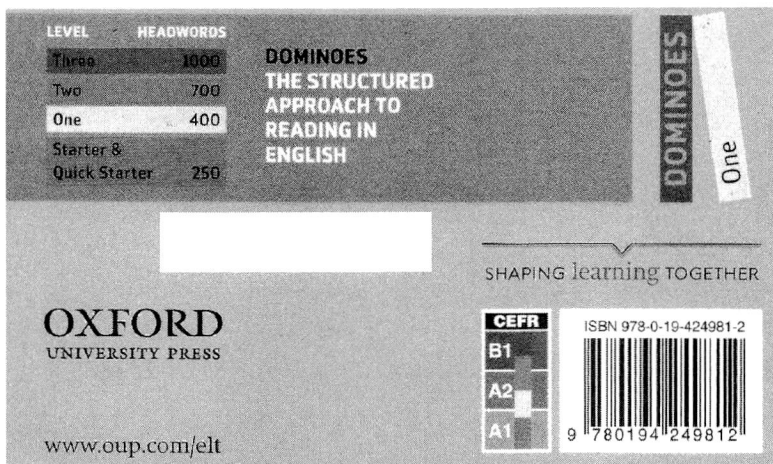 LEVEL HEADWORDS
Three 1000
Two 700
One 400
Starter &
Quick Starter 250
DOMINOES
THE STRUCTURED
APPROACH TO
READING IN
ENGLISH
DOMINOES
One
SHAPING learning TOGETHER
OXFORD
UNIVERSITY PRESS
www.oup.com/elt
CEFR
B1
A2
A1
ISBN 978-0-19-424981-2
9 780194 249812